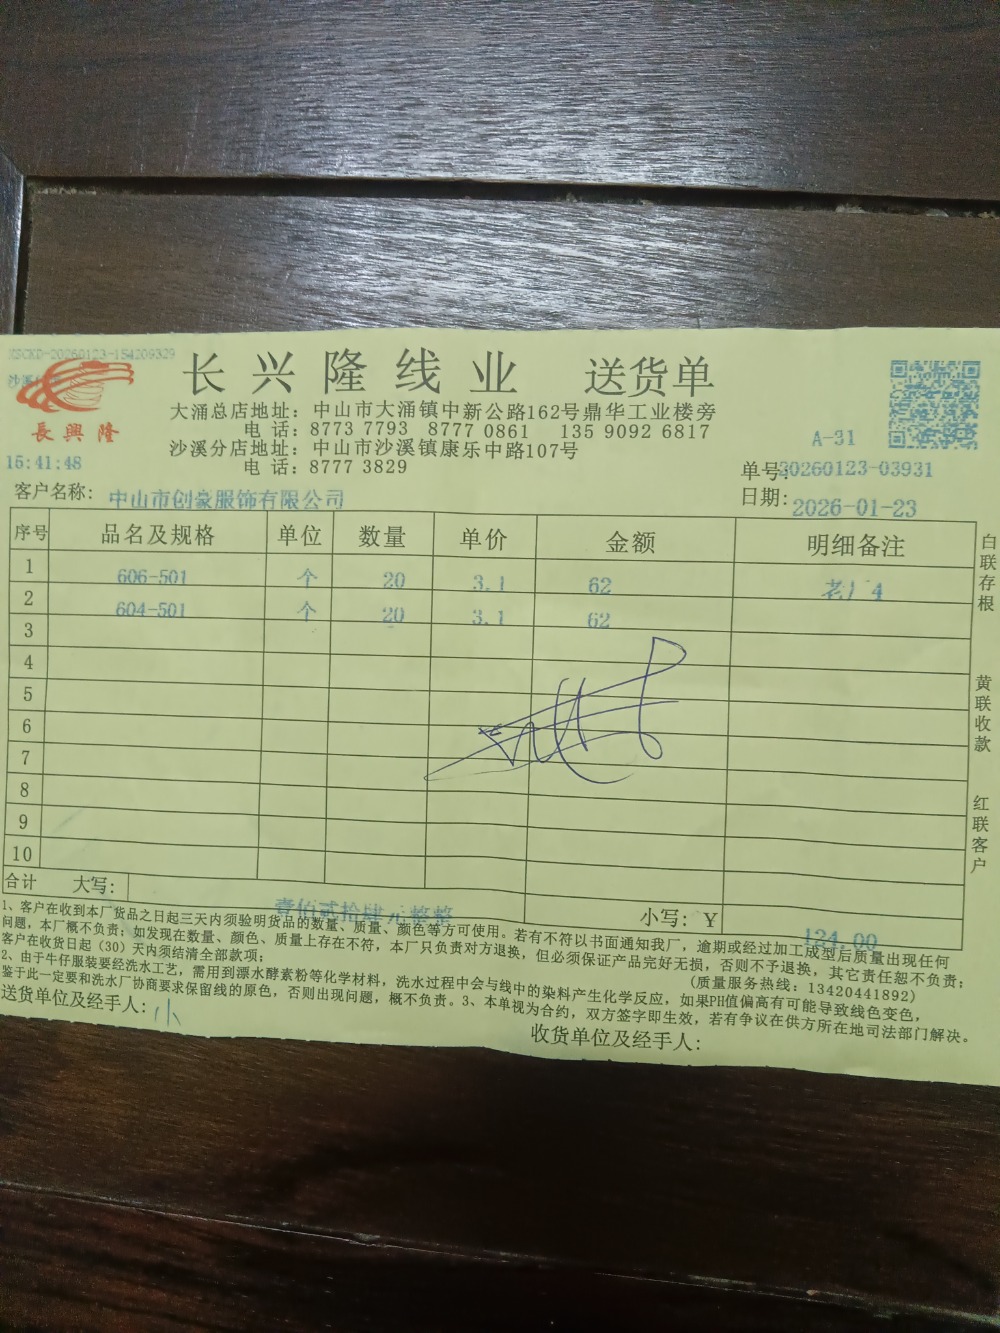 XSCKD-20260123-154209329
沙溪
長興隆
长兴隆线业 送货单
大涌总店地址：中山市大涌镇中新公路162号鼎华工业楼旁
电话：8773 7793 8777 0861 135 9092 6817
沙溪分店地址：中山市沙溪镇康乐中路107号
电话：8777 3829
A-31
15:41:48
单号:20260123-03931
客户名称: 中山市创豪服饰有限公司
日期: 2026-01-23
序号 品名及规格 单位 数量 单价 金额 明细备注
1 606-501 个 20 3.1 62 老厂4
2 604-501 个 20 3.1 62
3
4
5
6
7
8
9
10
白联存根
黄联收款
红联客户
合计 大写: 壹佰贰拾肆元整整 小写: Y 124.00
1、客户在收到本厂货品之日起三天内须验明货品的数量、质量、颜色等方可使用。若有不符以书面通知我厂，逾期或经过加工成型后质量出现任何
问题，本厂概不负责；如发现在数量、颜色、质量上存在不符，本厂只负责对方退换，但必须保证产品完好无损，否则不予退换，其它责任恕不负责；
客户在收货日起（30）天内须结清全部款项； (质量服务热线：13420441892)
2、由于牛仔服装要经洗水工艺，需用到漂水酵素粉等化学材料，洗水过程中会与线中的染料产生化学反应，如果PH值偏高有可能导致线色变色，
鉴于此一定要和洗水厂协商要求保留线的原色，否则出现问题，概不负责。3、本单视为合约，双方签字即生效，若有争议在供方所在地司法部门解决。
送货单位及经手人: 小
收货单位及经手人: